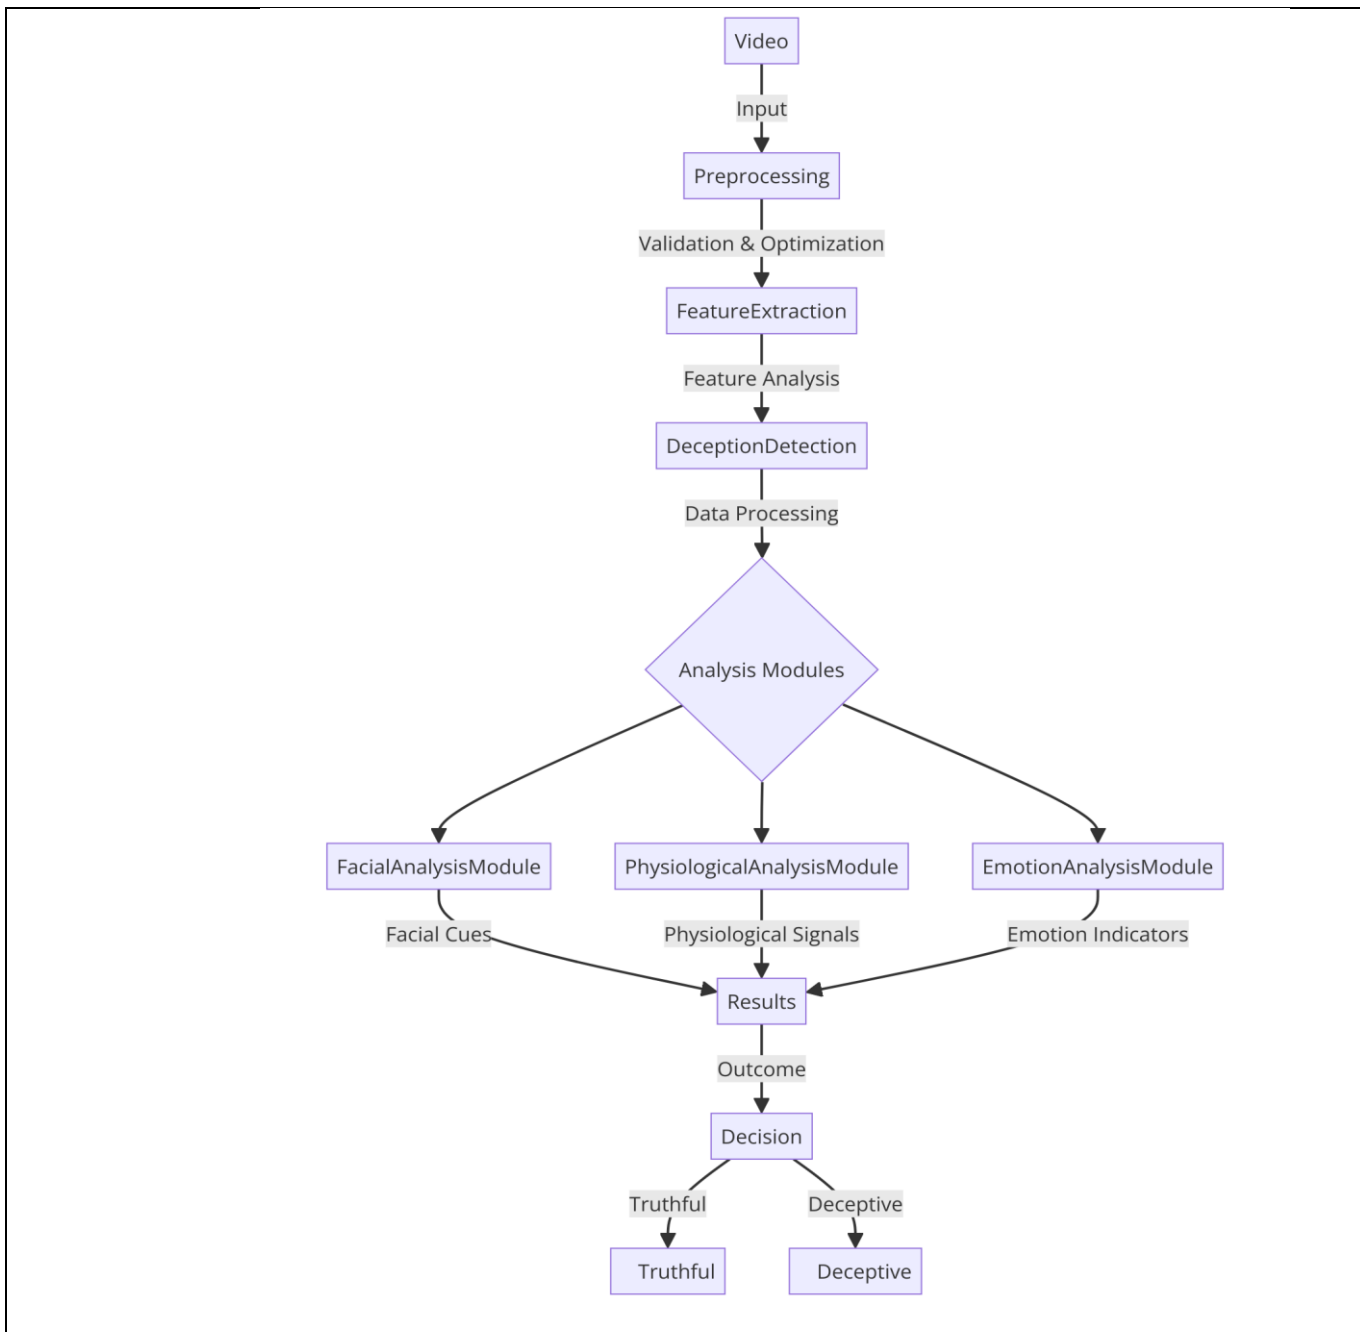 Video
Input
Preprocessing
Validation & Optimization
FeatureExtraction
Feature Analysis
DeceptionDetection
Data Processing
Analysis Modules
FacialAnalysisModule
PhysiologicalAnalysisModule
EmotionAnalysisModule
Facial Cues
Physiological Signals
Emotion Indicators
Results
Outcome
Decision
Truthful
Deceptive
Truthful
Deceptive